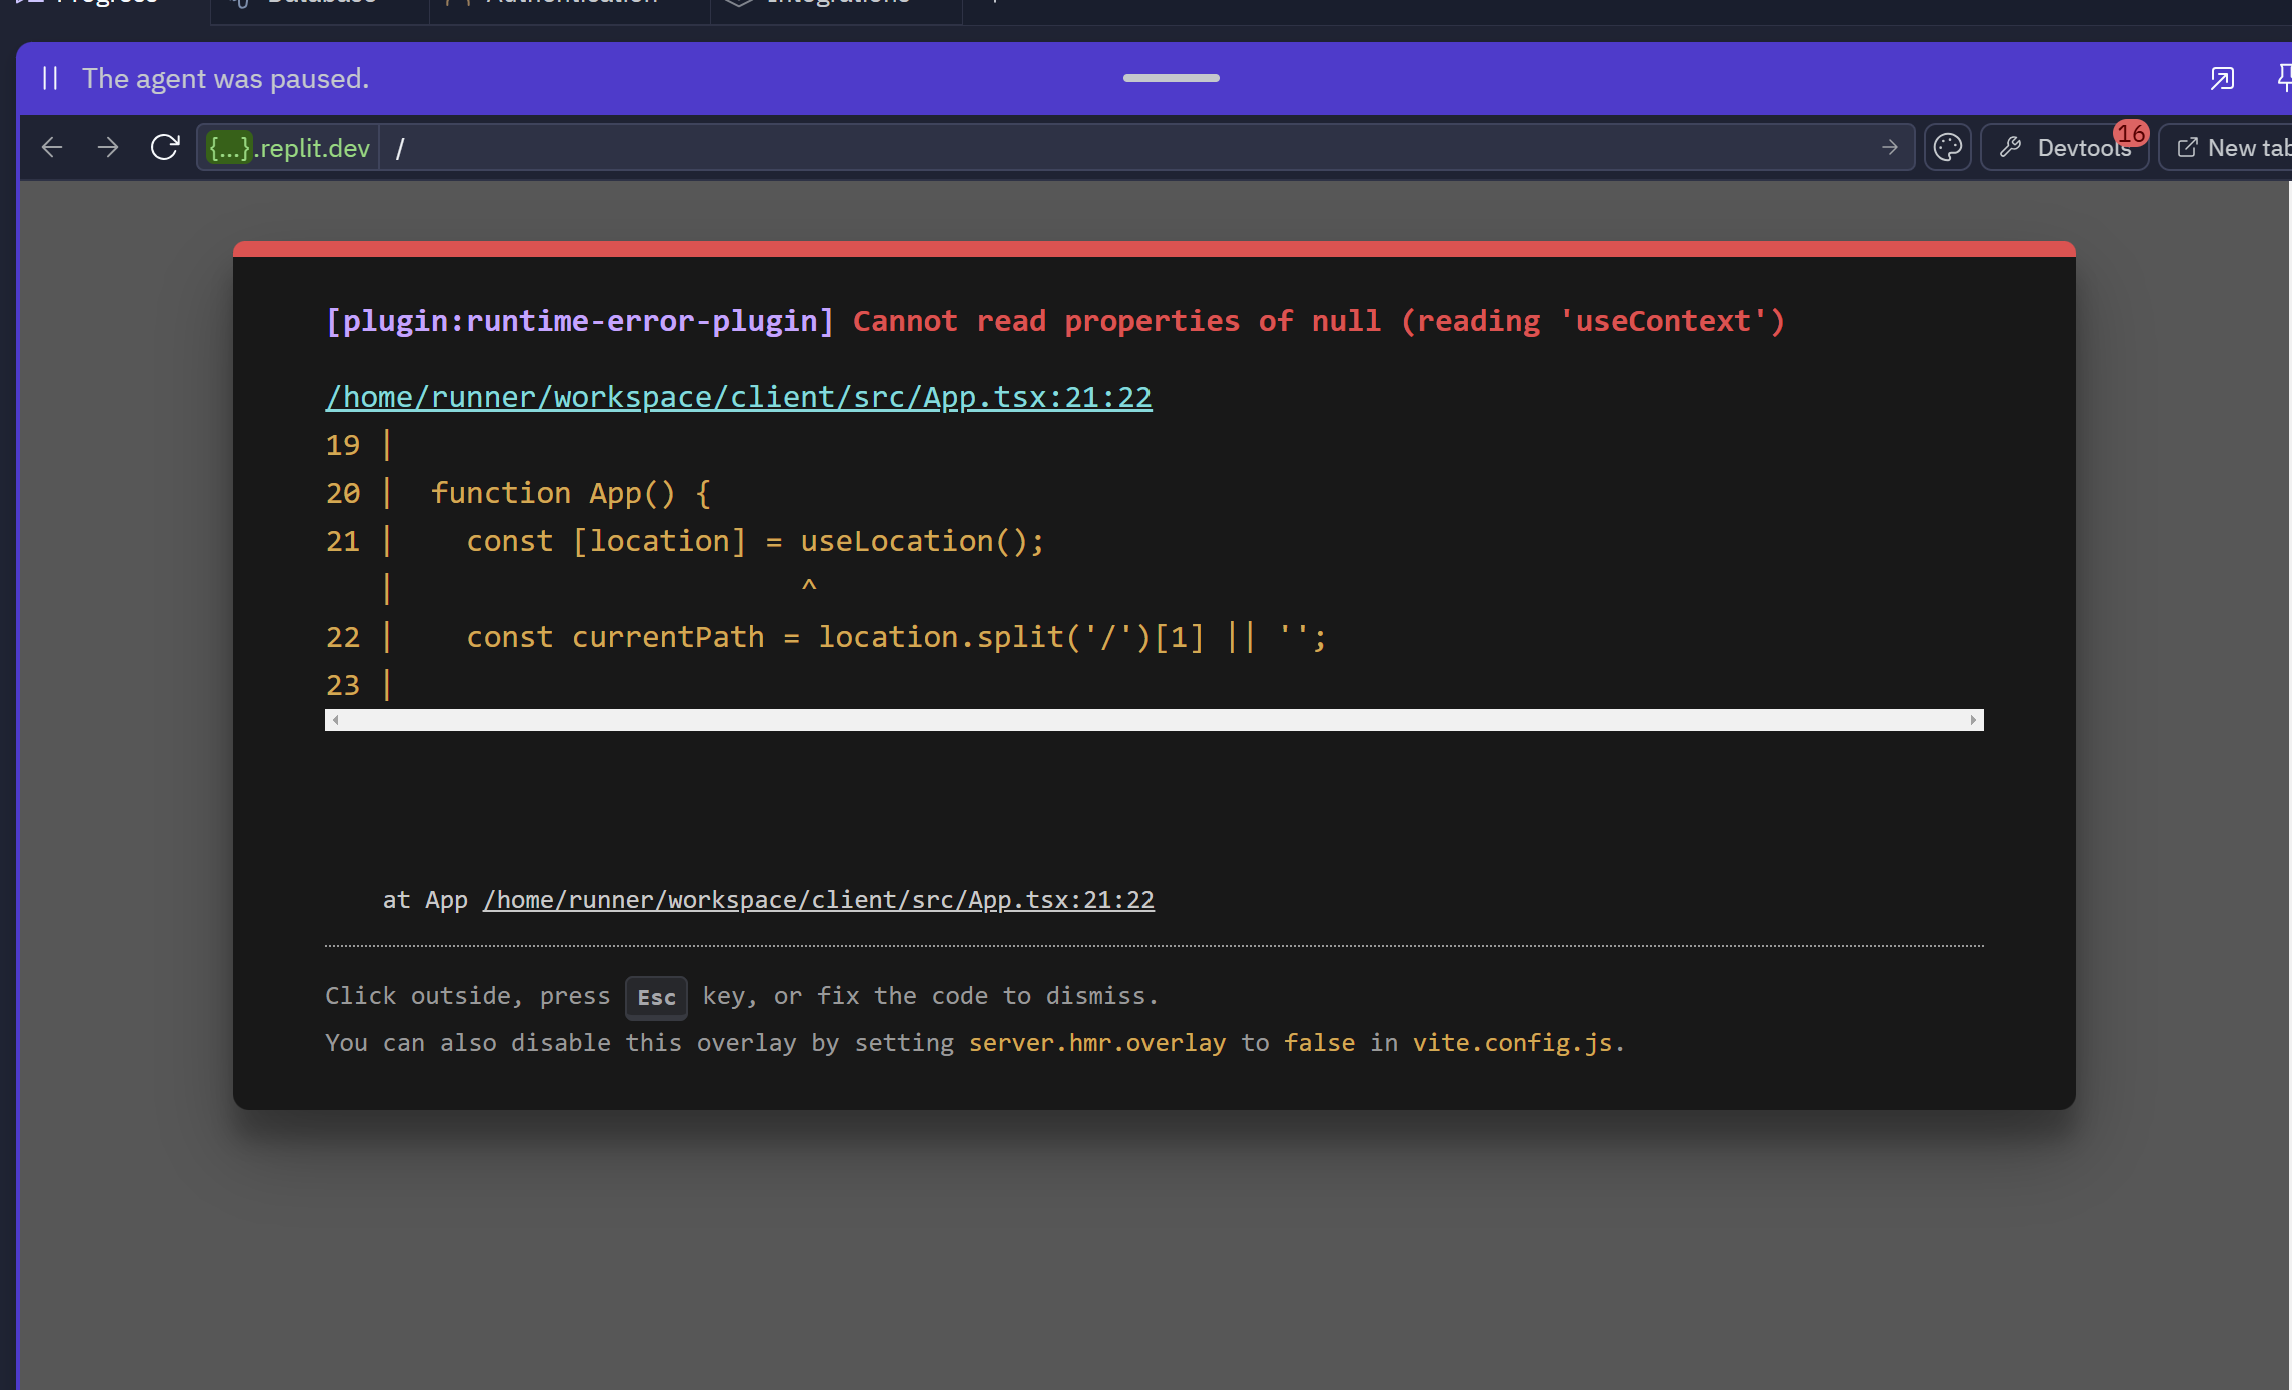 Progress Database Authentication Integrations +
The agent was paused.
{...}.replit.dev / Devtools 16 New tab
[plugin:runtime-error-plugin] Cannot read properties of null (reading 'useContext')
/home/runner/workspace/client/src/App.tsx:21:22
19 |
20 |  function App() {
21 |    const [location] = useLocation();
   |                       ^
22 |    const currentPath = location.split('/')[1] || '';
23 |
at App /home/runner/workspace/client/src/App.tsx:21:22
Click outside, press Esc key, or fix the code to dismiss.
You can also disable this overlay by setting server.hmr.overlay to false in vite.config.js.